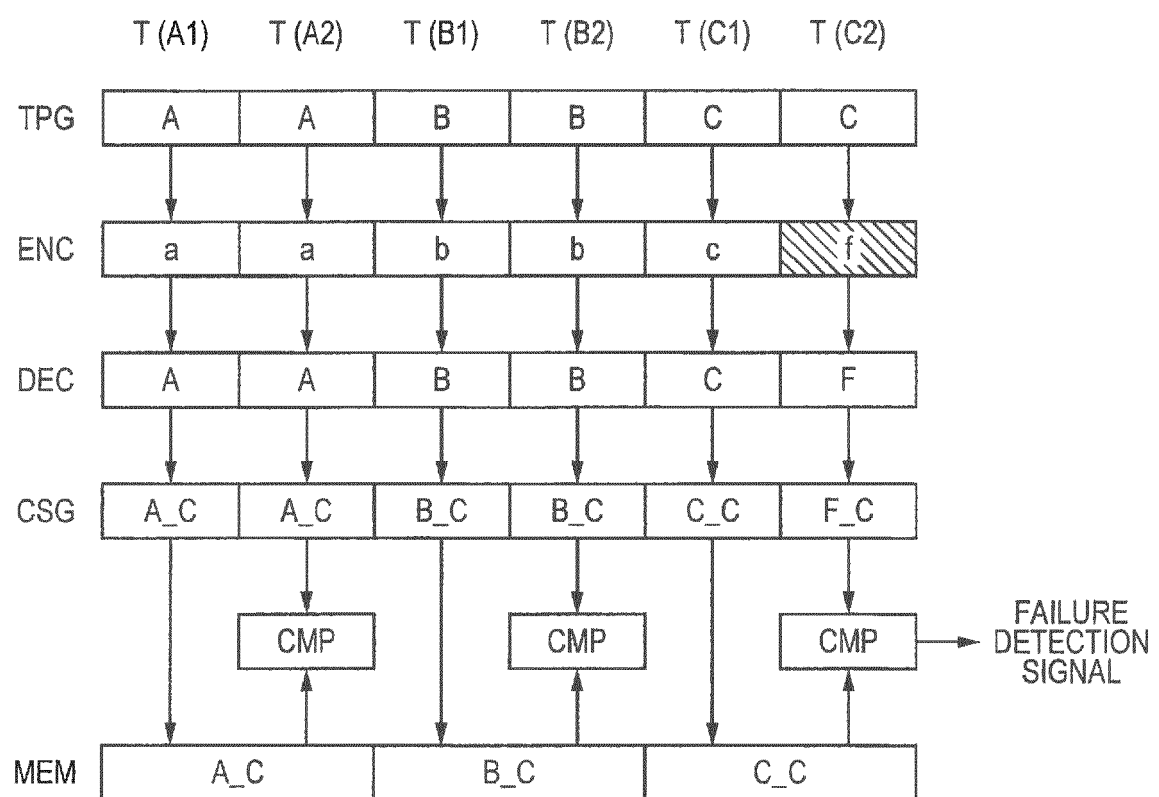 T (A1) T (A2) T (B1) T (B2) T (C1) T (C2)
TPG A A B B C C
ENC a a b b c f
DEC A A B B C F
CSG A_C A_C B_C B_C C_C F_C
CMP CMP CMP
FAILURE
DETECTION
SIGNAL
MEM A_C B_C C_C